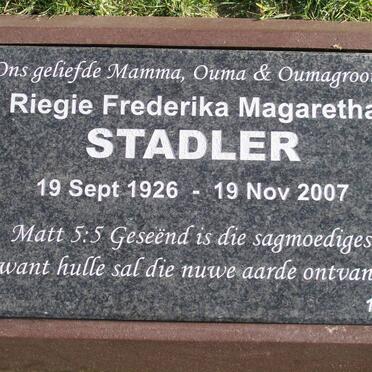 Ons geliefde Mamma, Ouma & Oumagroot
Riegie Frederika Magaretha
STADLER
19 Sept 1926 - 19 Nov 2007
Matt 5:5 Geseënd is die sagmoediges
want hulle sal die nuwe aarde